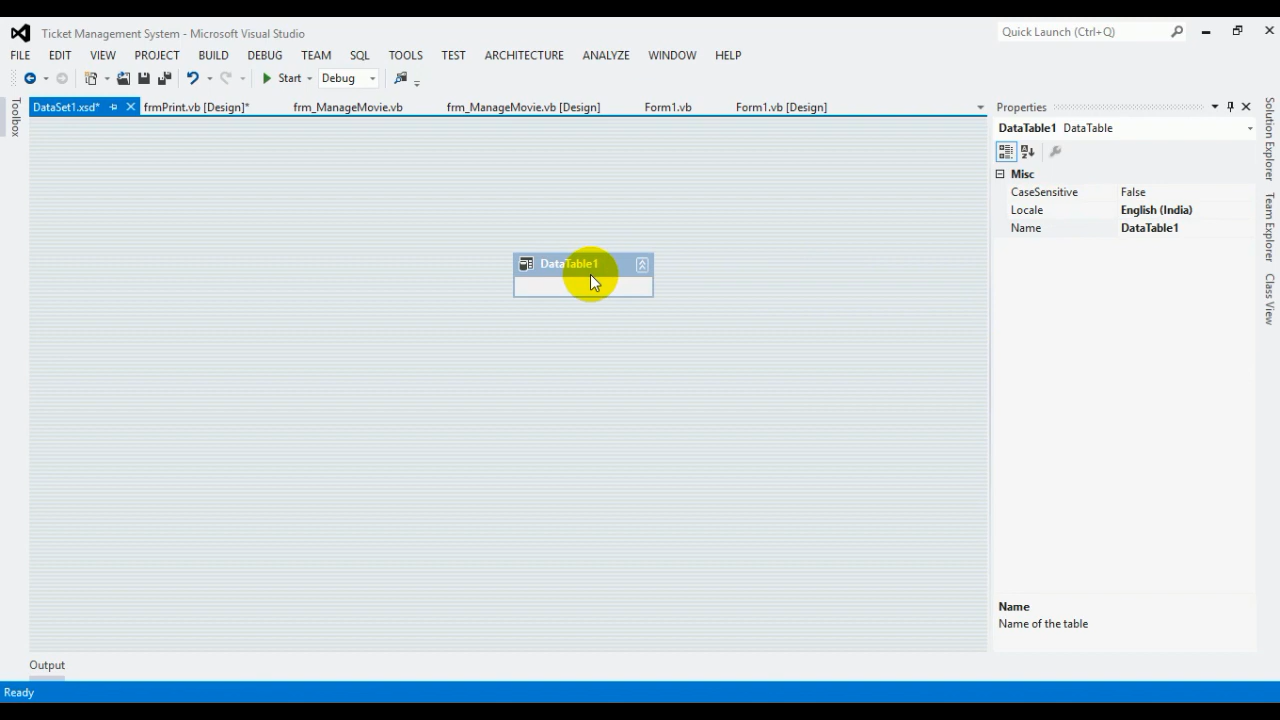 Ticket Management System - Microsoft Visual Studio
Quick Launch (Ctrl+Q)
FILE EDIT VIEW PROJECT BUILD DEBUG TEAM SQL TOOLS TEST ARCHITECTURE ANALYZE WINDOW HELP
Start Debug
DataSet1.xsd* frmPrint.vb [Design]* frm_ManageMovie.vb frm_ManageMovie.vb [Design] Form1.vb Form1.vb [Design]
Toolbox
DataTable1
Properties
DataTable1 DataTable
Misc
CaseSensitive False
Locale English (India)
Name DataTable1
Name
Name of the table
Solution Explorer
Team Explorer
Class View
Output
Ready